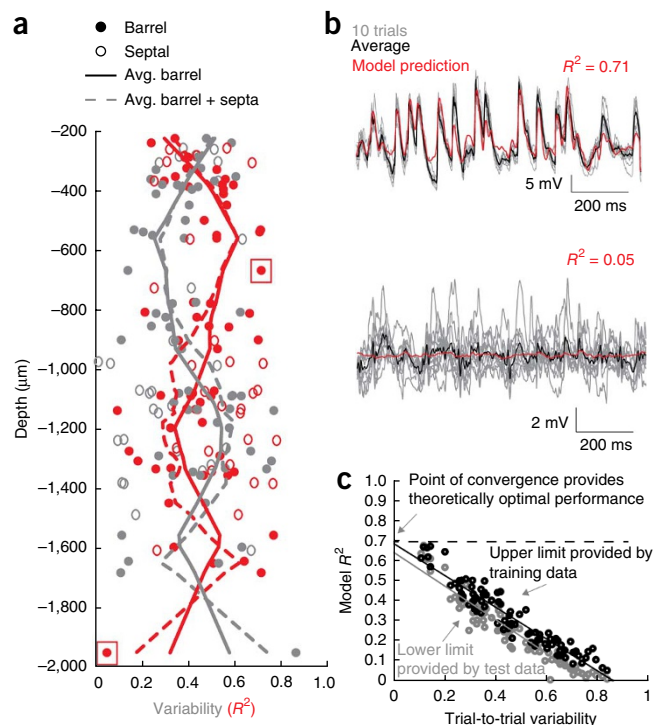 a
Barrel
Septal
Avg. barrel
Avg. barrel + septa
–200
–400
–600
–800
–1,000
–1,200
–1,400
–1,600
–1,800
–2,000
Depth (μm)
0 0.2 0.4 0.6 0.8 1.0
Variability (R²)
b
10 trials
Average
Model prediction
R² = 0.71
5 mV
200 ms
R² = 0.05
2 mV
200 ms
c
Point of convergence provides
theoretically optimal performance
1.0
0.9
0.8
0.7
0.6
0.5
0.4
0.3
0.2
0.1
0
Model R²
Upper limit provided by
training data
Lower limit
provided by test data
0 0.2 0.4 0.6 0.8 1.0
Trial-to-trial variability